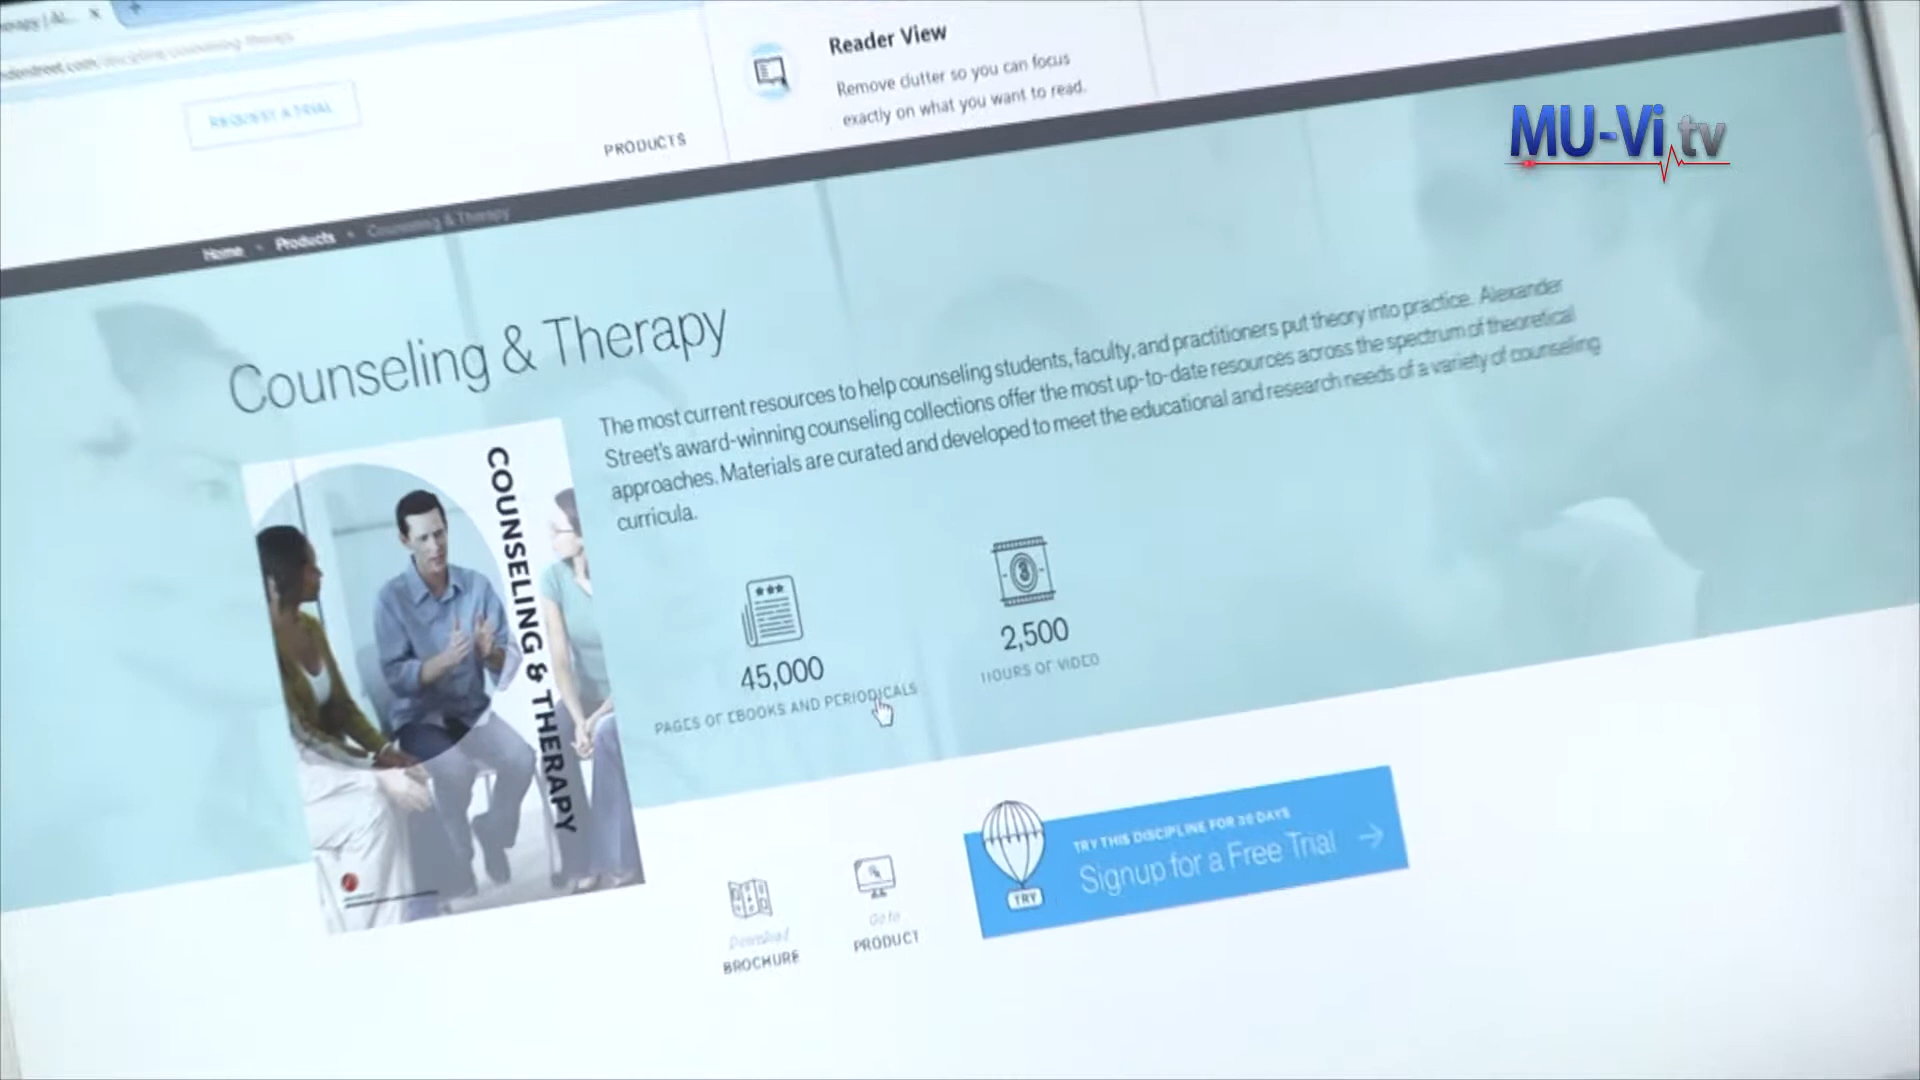 REQUEST A TRIAL
PRODUCTS
Reader View
Remove clutter so you can focus
exactly on what you want to read.
MU-Vi.tv
Home • Products • Counseling & Therapy
Counseling & Therapy
The most current resources to help counseling students, faculty, and practitioners put theory into practice. Alexander
Street's award-winning counseling collections offer the most up-to-date resources across the spectrum of theoretical
approaches. Materials are curated and developed to meet the educational and research needs of a variety of counseling
curricula.
COUNSELING & THERAPY
45,000
PAGES OF EBOOKS AND PERIODICALS
3
2,500
HOURS OF VIDEO
Download
BROCHURE
Go to
PRODUCT
TRY
TRY THIS DISCIPLINE FOR 30 DAYS
Signup for a Free Trial